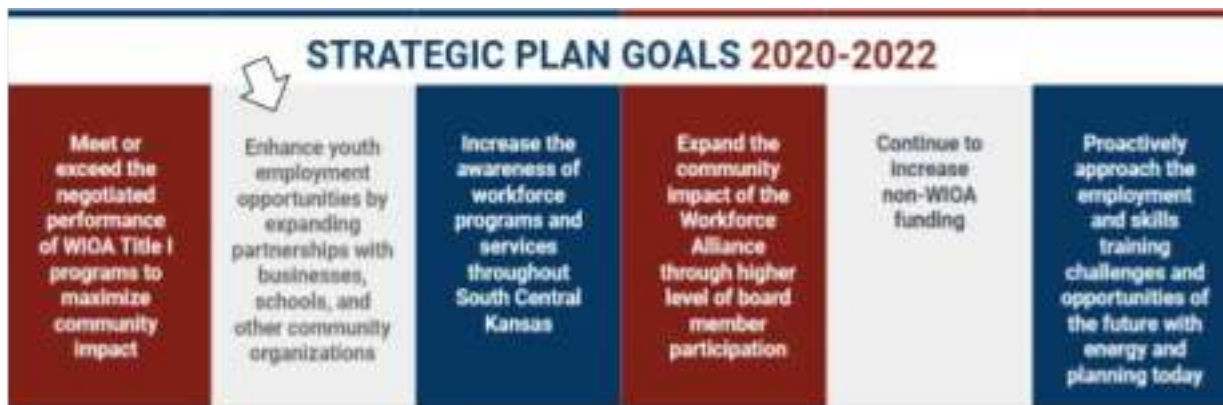 STRATEGIC PLAN GOALS 2020-2022
Meet or
exceed the
negotiated
performance
of WIOA Title I
programs to
maximize
community
impact
Enhance youth
employment
opportunities by
expanding
partnerships with
businesses,
schools, and
other community
organizations
Increase the
awareness of
workforce
programs and
services
throughout
South Central
Kansas
Expand the
community
impact of the
Workforce
Alliance
through higher
level of board
member
participation
Continue to
increase
non-WIOA
funding
Proactively
approach the
employment
and skills
training
challenges and
opportunities of
the future with
energy and
planning today